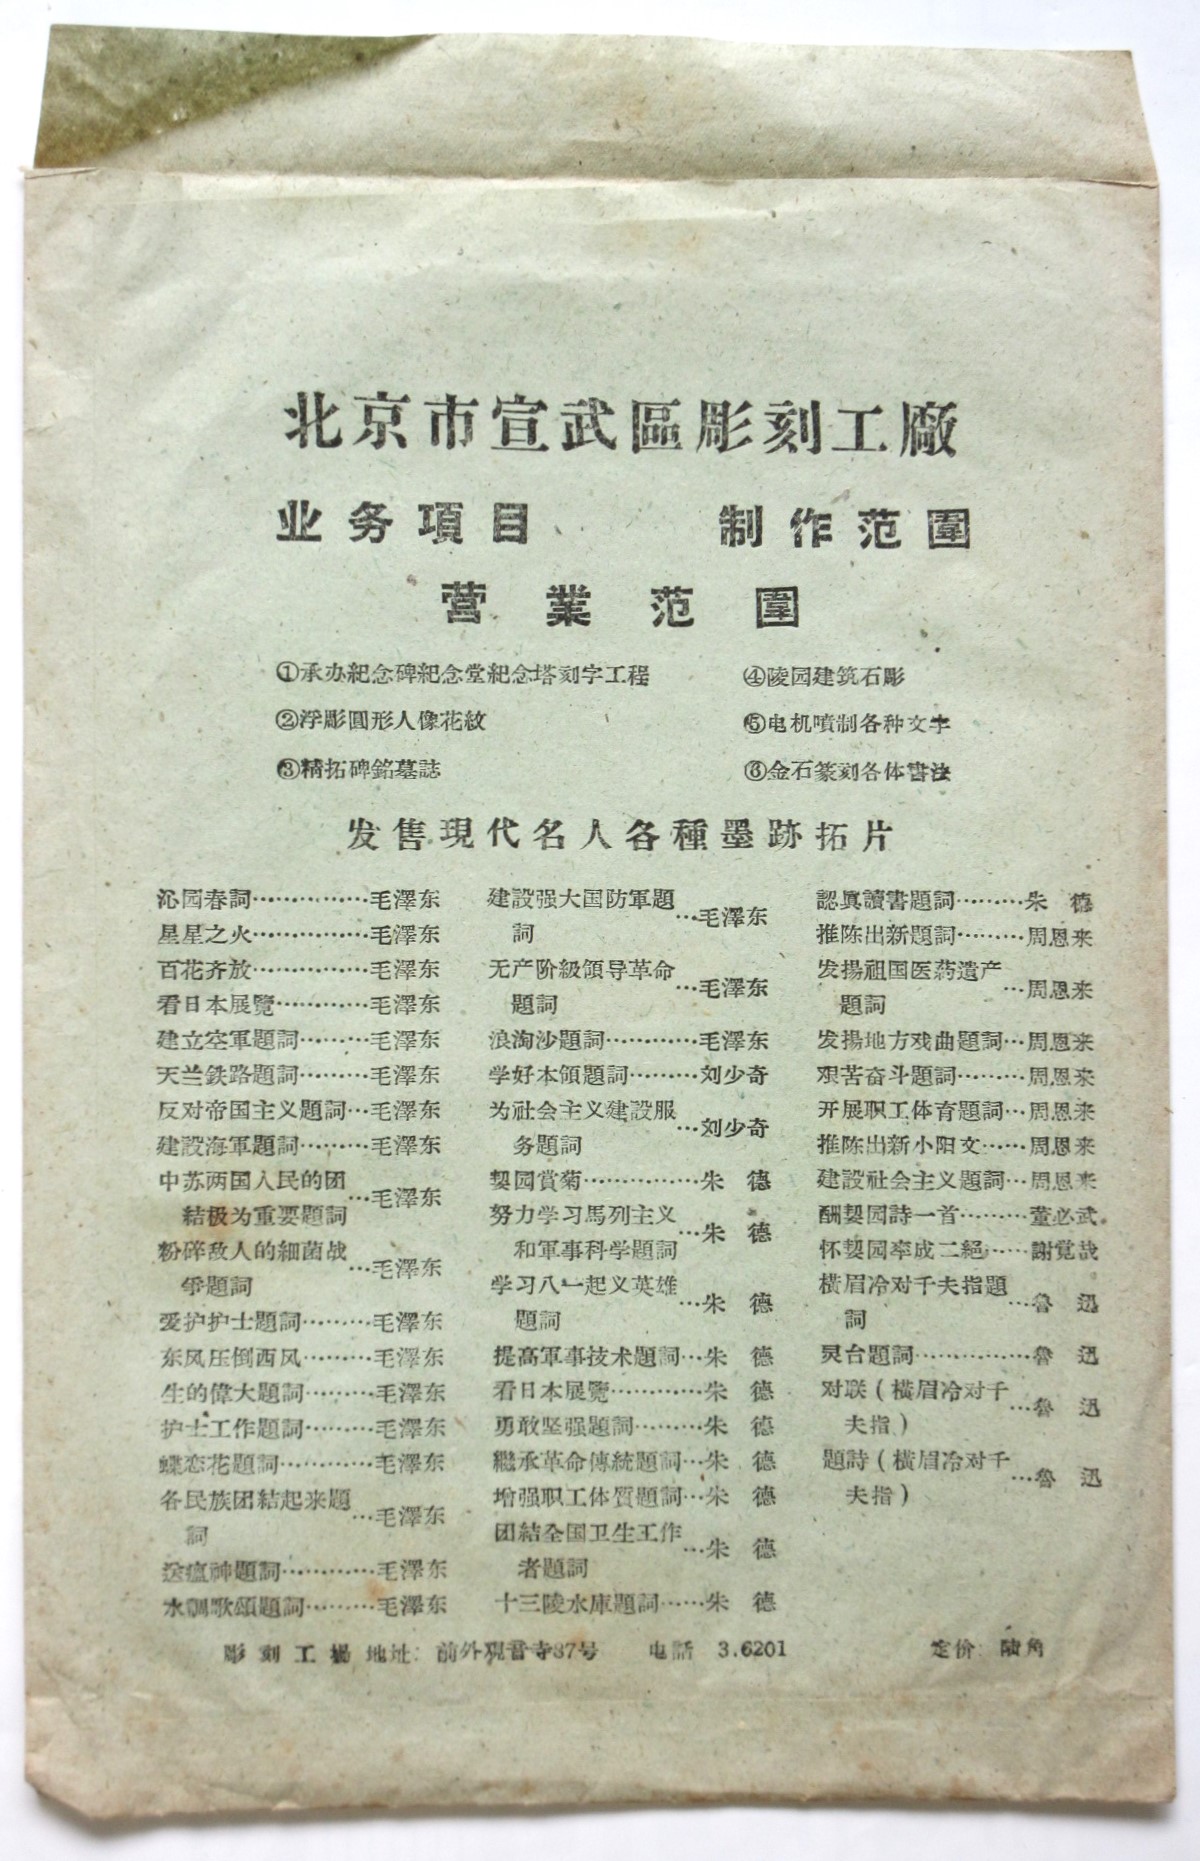 北京市宣武區彫刻工廠
业务項目 制作范圍
营業范圍
①承办紀念碑紀念堂紀念塔刻字工程
②浮彫圓形人像花紋
③精拓碑銘墓誌
④陵园建筑石彫
⑤电机噴制各种文字
⑥金石篆刻各体書法
发售現代名人各種墨跡拓片
沁园春詞……………毛澤东
星星之火……………毛澤东
百花齐放……………毛澤东
看日本展覽…………毛澤东
建立空軍題詞………毛澤东
天兰鉄路題詞………毛澤东
反对帝国主义題詞…毛澤东
建設海軍題詞………毛澤东
中苏两国人民的团
結极为重要題詞…毛澤东
粉碎敌人的細菌战
爭題詞…毛澤东
爱护护士題詞………毛澤东
东风压倒西风………毛澤东
生的偉大題詞………毛澤东
护士工作題詞………毛澤东
蝶恋花題詞…………毛澤东
各民族团結起来題
詞…毛澤东
送瘟神題詞…………毛澤东
水調歌頌題詞………毛澤东
建設强大国防軍題
詞…毛澤东
无产阶級領导革命
題詞…毛澤东
浪淘沙題詞…………毛澤东
学好本領題詞………刘少奇
为社会主义建設服
务題詞…刘少奇
契园賞菊……………朱 德
努力学习馬列主义
和軍事科学題詞…朱 德
学习八一起义英雄
題詞…朱 德
提高軍事技术題詞…朱 德
看日本展覽…………朱 德
勇敢坚强題詞………朱 德
繼承革命傳統題詞…朱 德
增强职工体質題詞…朱 德
团結全国卫生工作
者題詞…朱 德
十三陵水庫題詞……朱 德
認眞讀書題詞………朱 德
推陈出新題詞………周恩来
发揚祖国医药遺产
題詞…周恩来
发揚地方戏曲題詞…周恩来
艰苦奋斗題詞………周恩来
开展职工体育題詞…周恩来
推陈出新小阳文……周恩来
建設社会主义題詞…周恩来
酬契园詩一首………董必武
怀契园率成二絕……謝覚哉
橫眉冷对千夫指題
詞…魯 迅
灵台題詞……………魯 迅
对联（橫眉冷对千
夫指）…魯 迅
題詩（橫眉冷对千
夫指）…魯 迅
彫刻工場地址：前外观音寺37号 电話 3.6201 定价：陆角